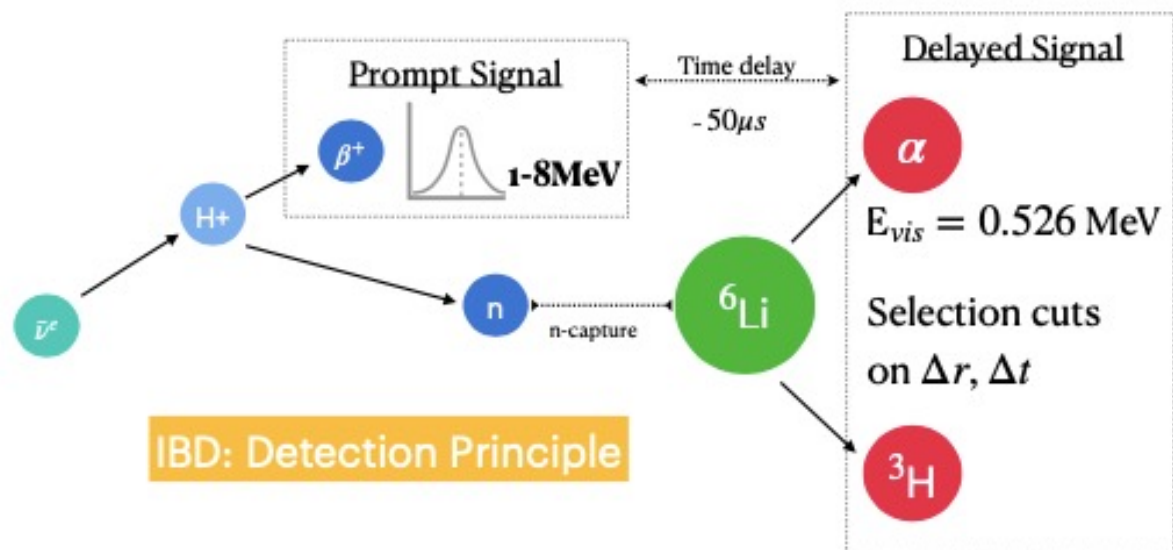 Prompt Signal
β⁺
1-8MeV
Time delay
- 50μs
Delayed Signal
α
E_vis = 0.526 MeV
H+
ν̄ᵉ
n
n-capture
⁶Li
Selection cuts
on Δr, Δt
³H
IBD: Detection Principle